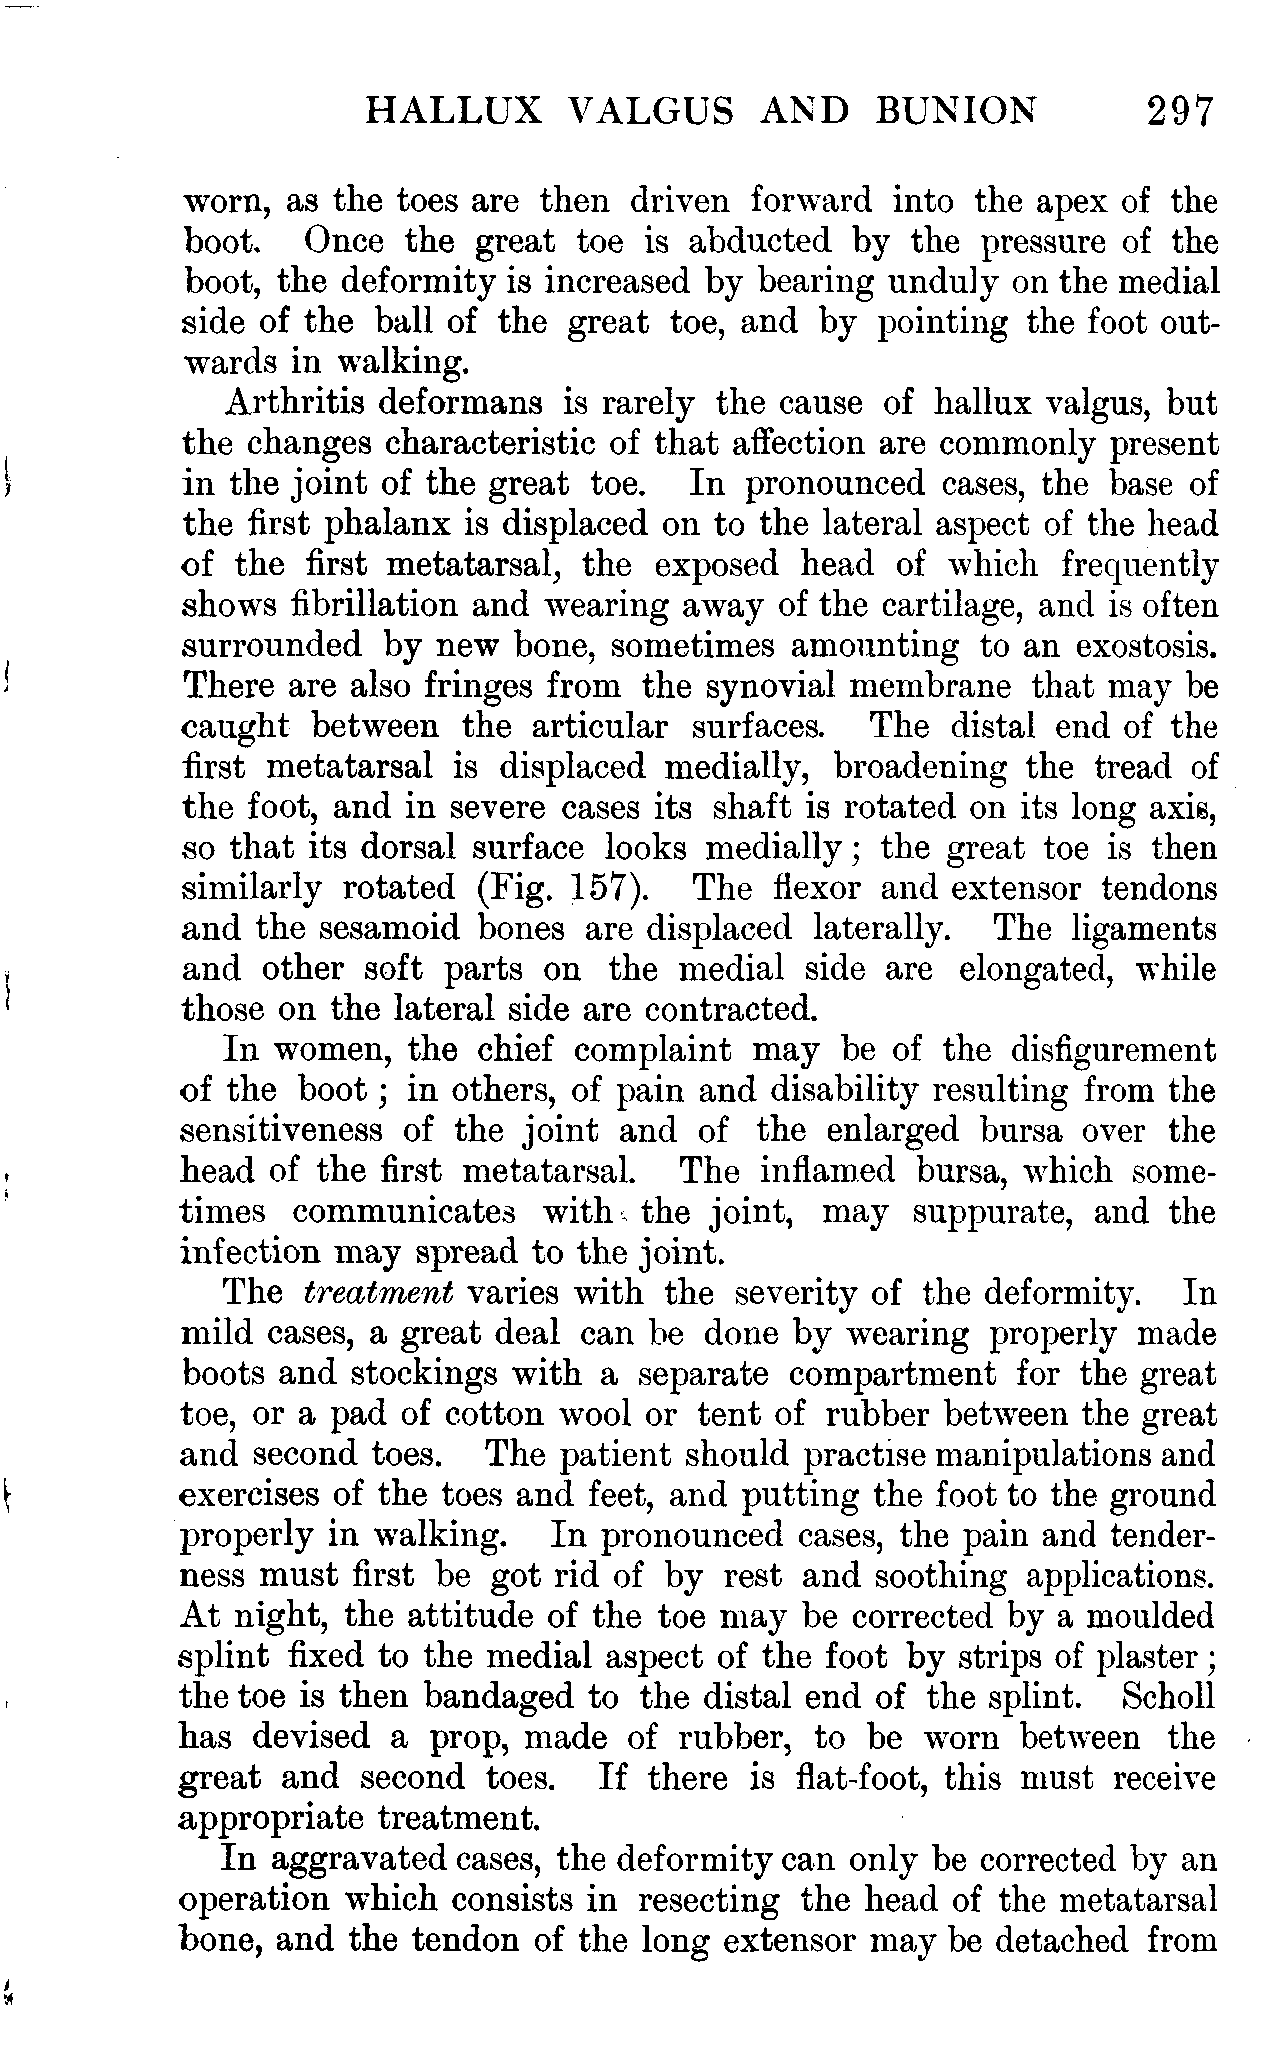 HALLUX VALGUS AND BUNION 297
worn, as the toes are then driven forward into the apex of the
boot. Once the great toe is abducted by the pressure of the
boot, the deformity is increased by bearing unduly on the medial
side of the ball of the great toe, and by pointing the foot out-
wards in walking.
Arthritis deformans is rarely the cause of hallux valgus, but
the changes characteristic of that affection are commonly present
in the joint of the great toe. In pronounced cases, the base of
the first phalanx is displaced on to the lateral aspect of the head
of the first metatarsal, the exposed head of which frequently
shows fibrillation and wearing away of the cartilage, and is often
surrounded by new bone, sometimes amounting to an exostosis.
There are also fringes from the synovial membrane that may be
caught between the articular surfaces. The distal end of the
first metatarsal is displaced medially, broadening the tread of
the foot, and in severe cases its shaft is rotated on its long axis,
so that its dorsal surface looks medially; the great toe is then
similarly rotated (Fig. 157). The flexor and extensor tendons
and the sesamoid bones are displaced laterally. The ligaments
and other soft parts on the medial side are elongated, while
those on the lateral side are contracted.
In women, the chief complaint may be of the disfigurement
of the boot; in others, of pain and disability resulting from the
sensitiveness of the joint and of the enlarged bursa over the
head of the first metatarsal. The inflamed bursa, which some-
times communicates with the joint, may suppurate, and the
infection may spread to the joint.
The treatment varies with the severity of the deformity. In
mild cases, a great deal can be done by wearing properly made
boots and stockings with a separate compartment for the great
toe, or a pad of cotton wool or tent of rubber between the great
and second toes. The patient should practise manipulations and
exercises of the toes and feet, and putting the foot to the ground
properly in walking. In pronounced cases, the pain and tender-
ness must first be got rid of by rest and soothing applications.
At night, the attitude of the toe may be corrected by a moulded
splint fixed to the medial aspect of the foot by strips of plaster;
the toe is then bandaged to the distal end of the splint. Scholl
has devised a prop, made of rubber, to be worn between the
great and second toes. If there is flat-foot, this must receive
appropriate treatment.
In aggravated cases, the deformity can only be corrected by an
operation which consists in resecting the head of the metatarsal
bone, and the tendon of the long extensor may be detached from